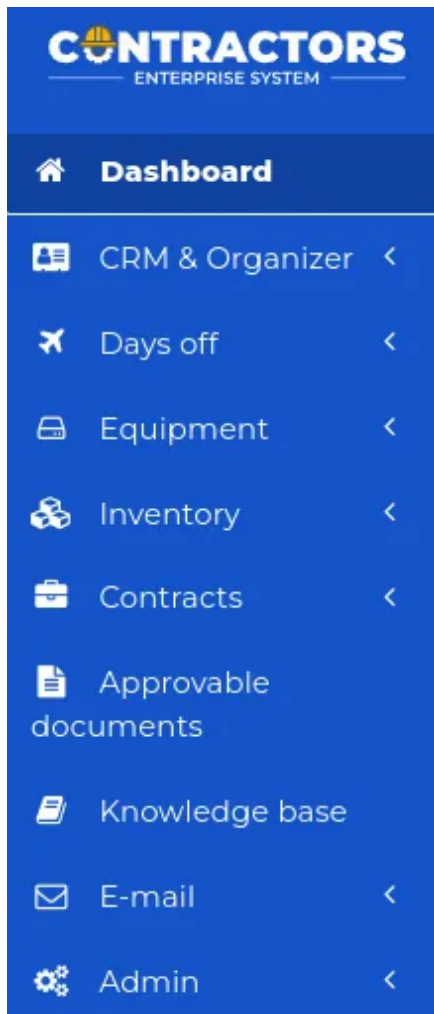 CONTRACTORS
ENTERPRISE SYSTEM
Dashboard
CRM & Organizer
Days off
Equipment
Inventory
Contracts
Approvable
documents
Knowledge base
E-mail
Admin